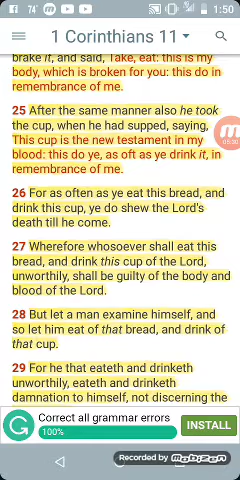 74°
1:50
1 Corinthians 11
brake it, and said, Take, eat: this is my
body, which is broken for you: this do in
remembrance of me.
25 After the same manner also he took
the cup, when he had supped, saying,
This cup is the new testament in my
blood: this do ye, as oft as ye drink it, in
remembrance of me.
05:30
26 For as often as ye eat this bread, and
drink this cup, ye do shew the Lord's
death till he come.
27 Wherefore whosoever shall eat this
bread, and drink this cup of the Lord,
unworthily, shall be guilty of the body and
blood of the Lord.
28 But let a man examine himself, and
so let him eat of that bread, and drink of
that cup.
29 For he that eateth and drinketh
unworthily, eateth and drinketh
damnation to himself, not discerning the
Correct all grammar errors
100%
INSTALL
Recorded by mobizen